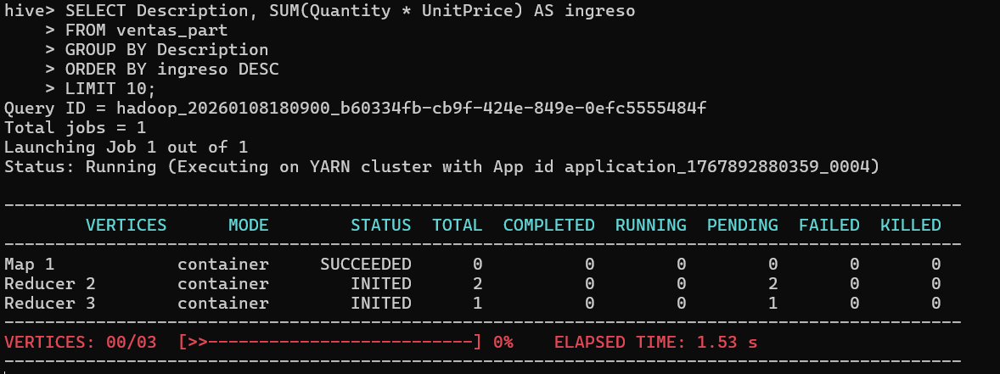 hive> SELECT Description, SUM(Quantity * UnitPrice) AS ingreso
    > FROM ventas_part
    > GROUP BY Description
    > ORDER BY ingreso DESC
    > LIMIT 10;
Query ID = hadoop_20260108180900_b60334fb-cb9f-424e-849e-0efc5555484f
Total jobs = 1
Launching Job 1 out of 1
Status: Running (Executing on YARN cluster with App id application_1767892880359_0004)
----------------------------------------------------------------------------------------------
        VERTICES      MODE        STATUS  TOTAL  COMPLETED  RUNNING  PENDING  FAILED  KILLED
----------------------------------------------------------------------------------------------
Map 1            container     SUCCEEDED      0          0        0        0       0       0
Reducer 2        container        INITED      2          0        0        2       0       0
Reducer 3        container        INITED      1          0        0        1       0       0
----------------------------------------------------------------------------------------------
VERTICES: 00/03  [>>--------------------------] 0%    ELAPSED TIME: 1.53 s
----------------------------------------------------------------------------------------------